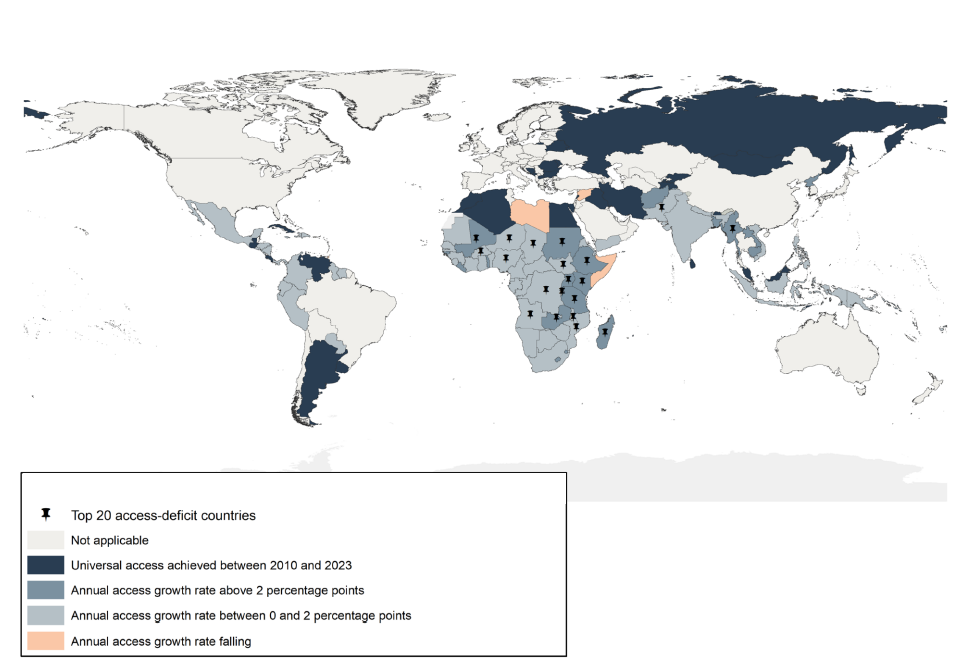 Top 20 access-deficit countries
Not applicable
Universal access achieved between 2010 and 2023
Annual access growth rate above 2 percentage points
Annual access growth rate between 0 and 2 percentage points
Annual access growth rate falling